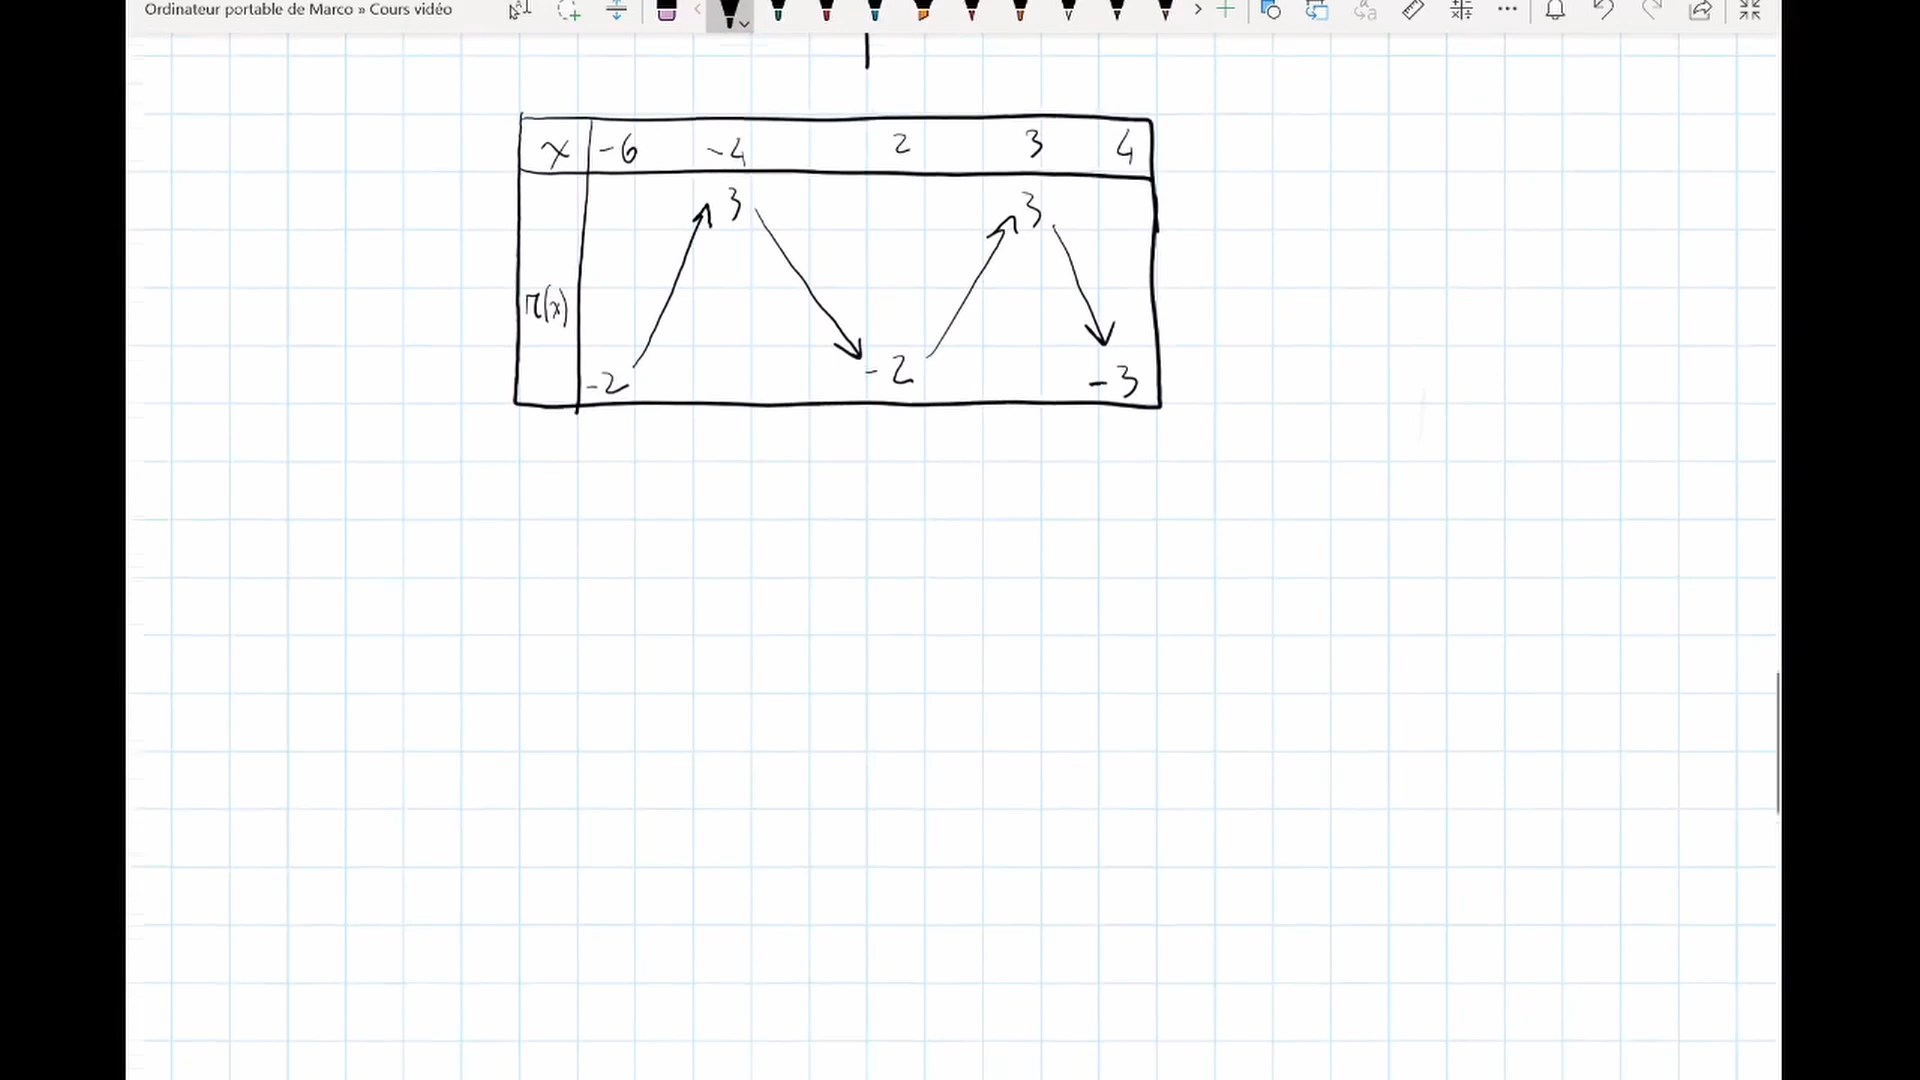 Ordinateur portable de Marco » Cours vidéo
x -6 -4 2 3 4
3 3
r(x)
-2 -2 -3